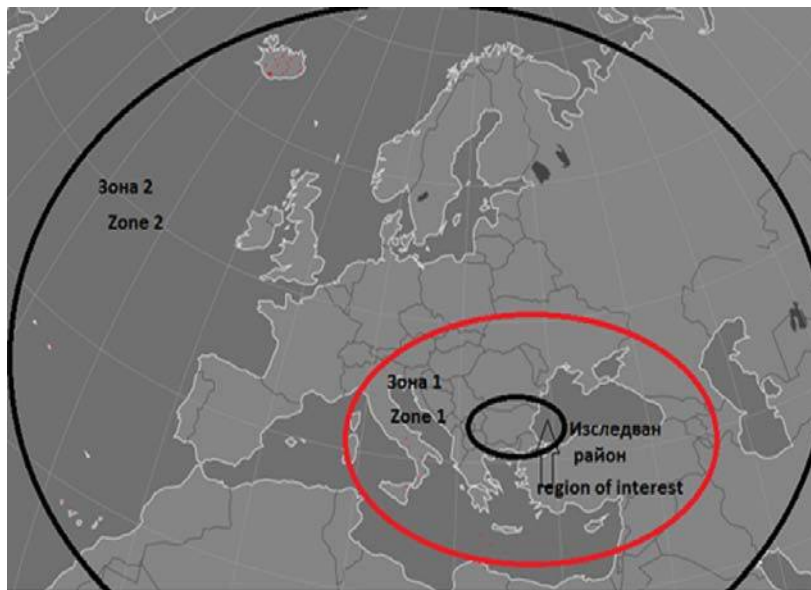 Зона 2
Zone 2
Зона 1
Zone 1
Изследван
район
region of interest